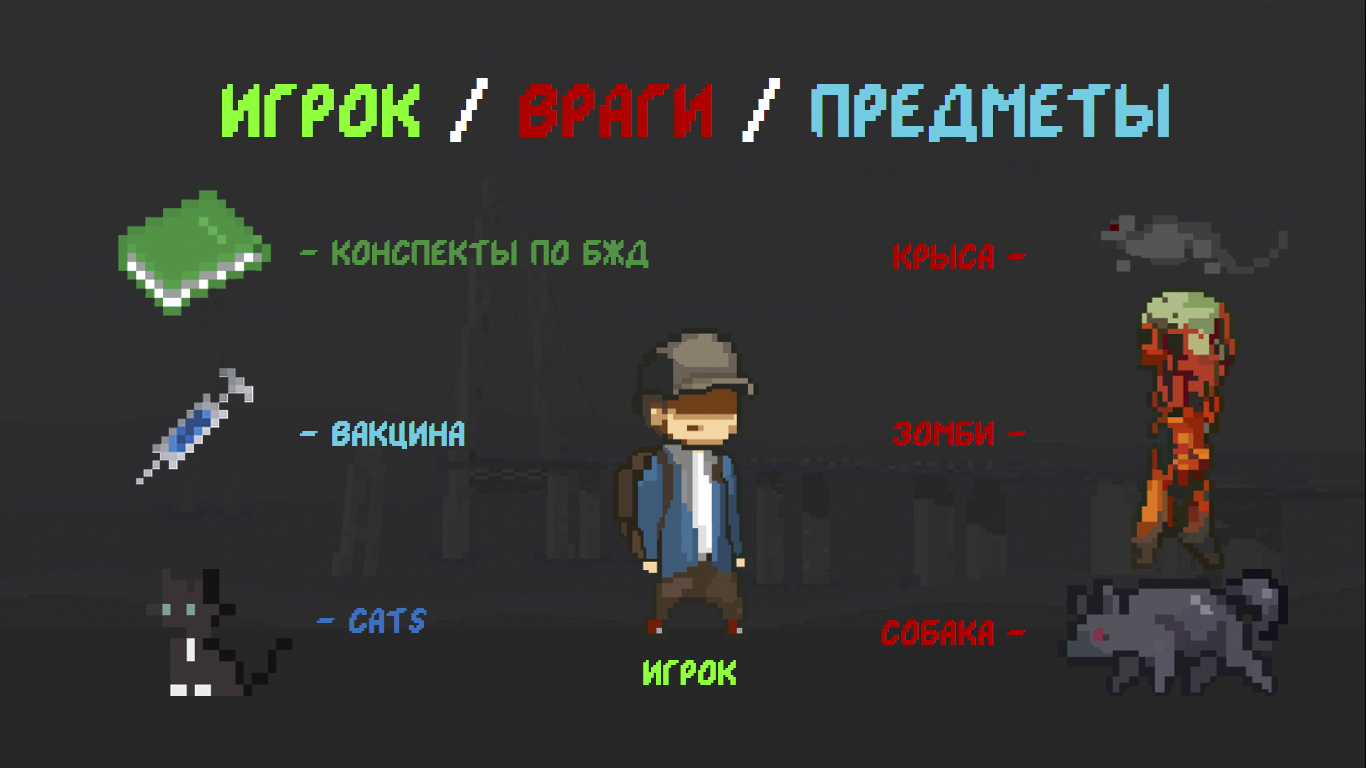 ИГРОК / ВРАГИ / ПРЕДМЕТЫ
- КОНСПЕКТЫ ПО БЖД
КРЫСА -
- ВАКЦИНА
ЗОМБИ -
- CATS
СОБАКА -
ИГРОК